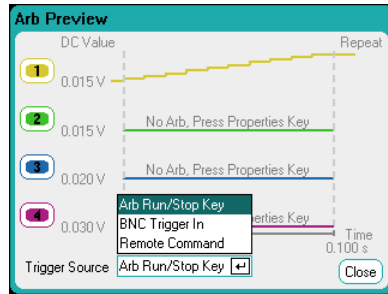 Arb Preview
DC Value Repeat
1 0.015 V
2 0.015 V No Arb, Press Properties Key
3 0.020 V No Arb, Press Properties Key
4 0.030 V perties Key
Arb Run/Stop Key
BNC Trigger In
Remote Command
Time
0.100 s
Trigger Source Arb Run/Stop Key Close